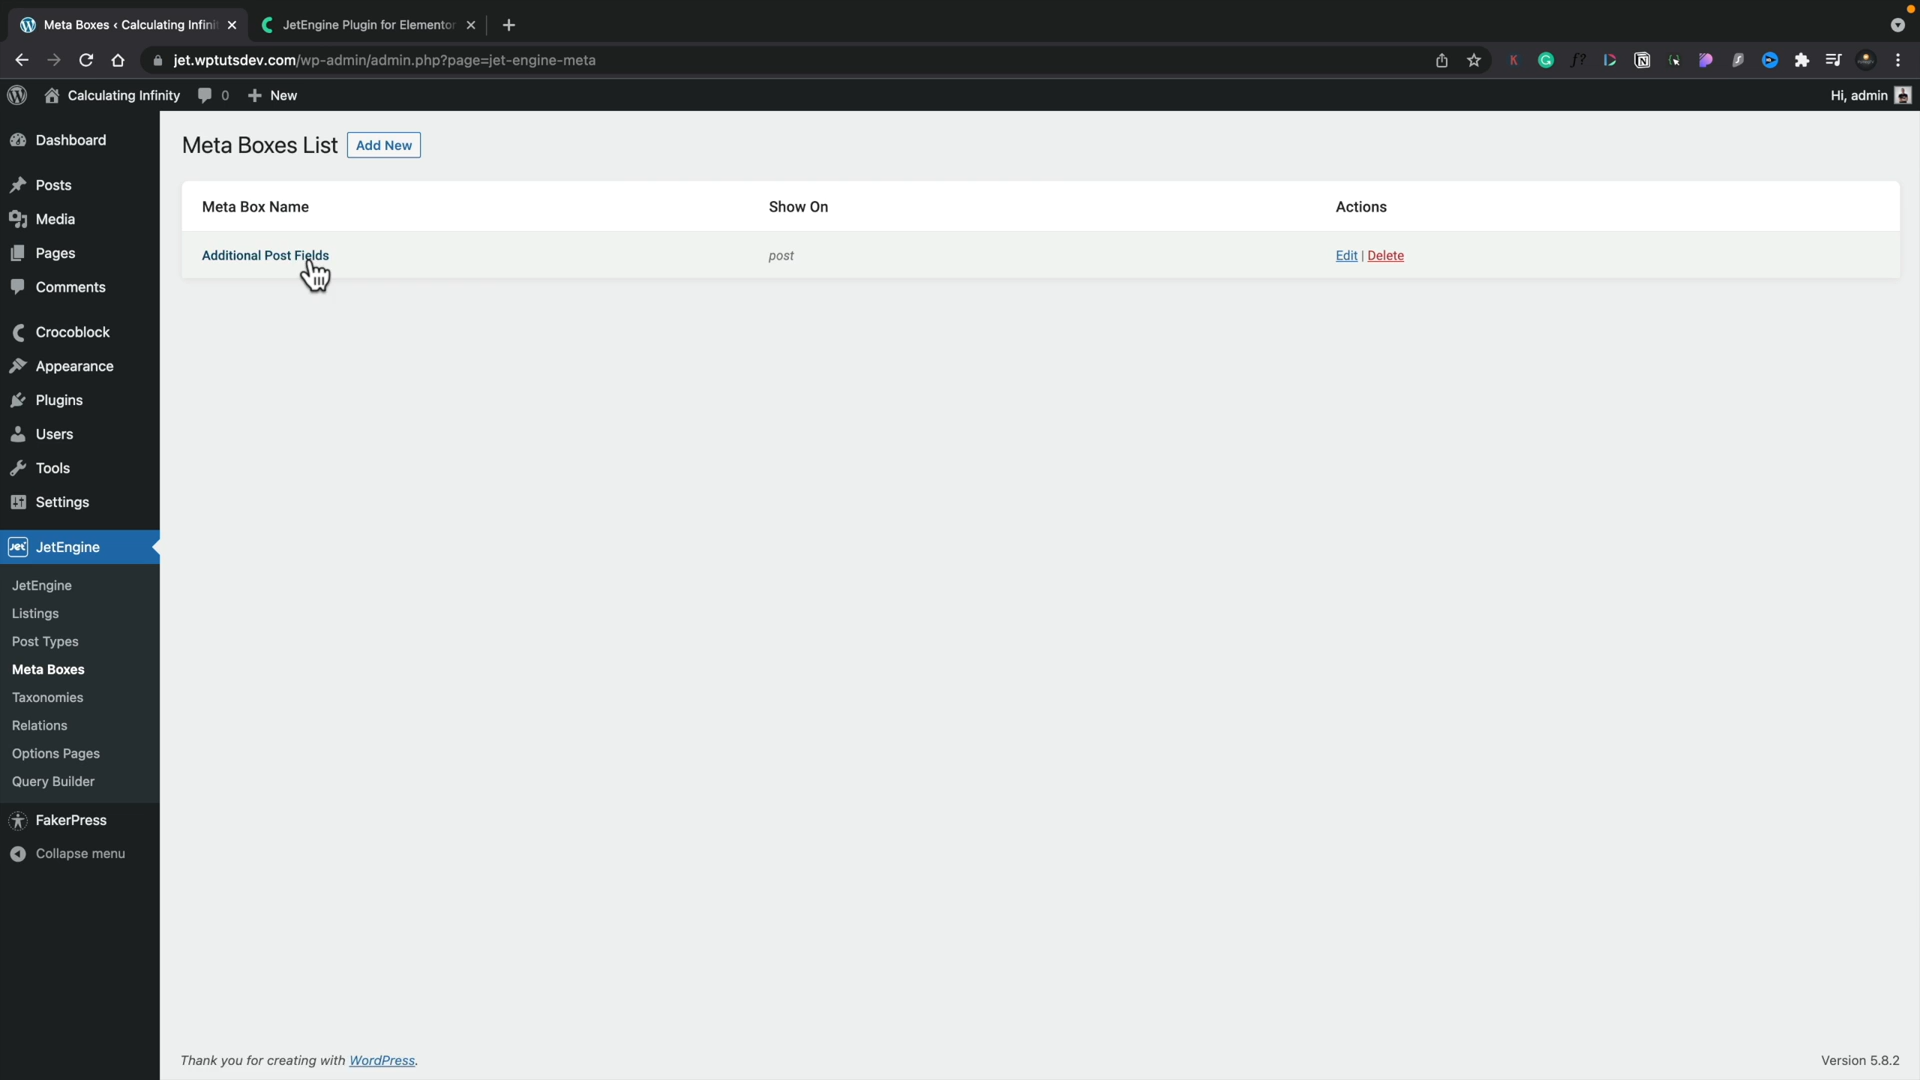 Meta Boxes ‹ Calculating Infini
JetEngine Plugin for Elementor
jet.wptutsdev.com/wp-admin/admin.php?page=jet-engine-meta
Calculating Infinity
0
New
Hi, admin
Dashboard
Posts
Media
Pages
Comments
Crocoblock
Appearance
Plugins
Users
Tools
Settings
JetEngine
JetEngine
Listings
Post Types
Meta Boxes
Taxonomies
Relations
Options Pages
Query Builder
FakerPress
Collapse menu
Meta Boxes List
Add New
Meta Box Name Show On Actions
Additional Post Fields post Edit | Delete
Thank you for creating with WordPress.
Version 5.8.2